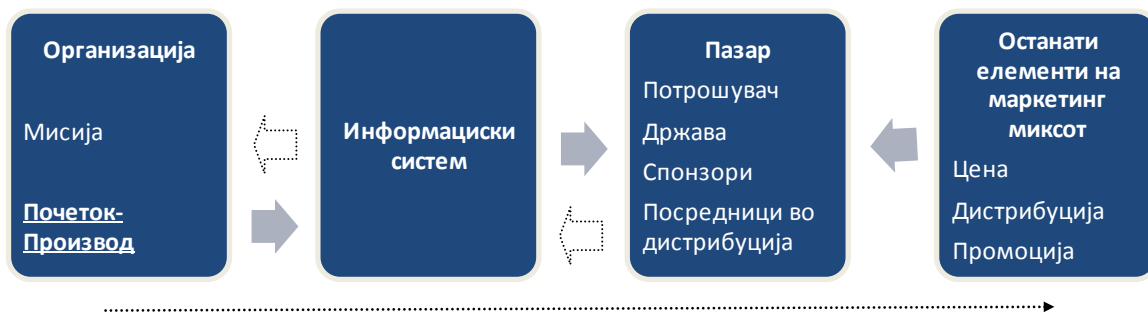 Организација
Мисија
Почеток-
Производ
Информациски
систем
Пазар
Потрошувач
Држава
Спонзори
Посредници во
дистрибуција
Останати
елементи на
маркетинг
миксот
Цена
Дистрибуција
Промоција